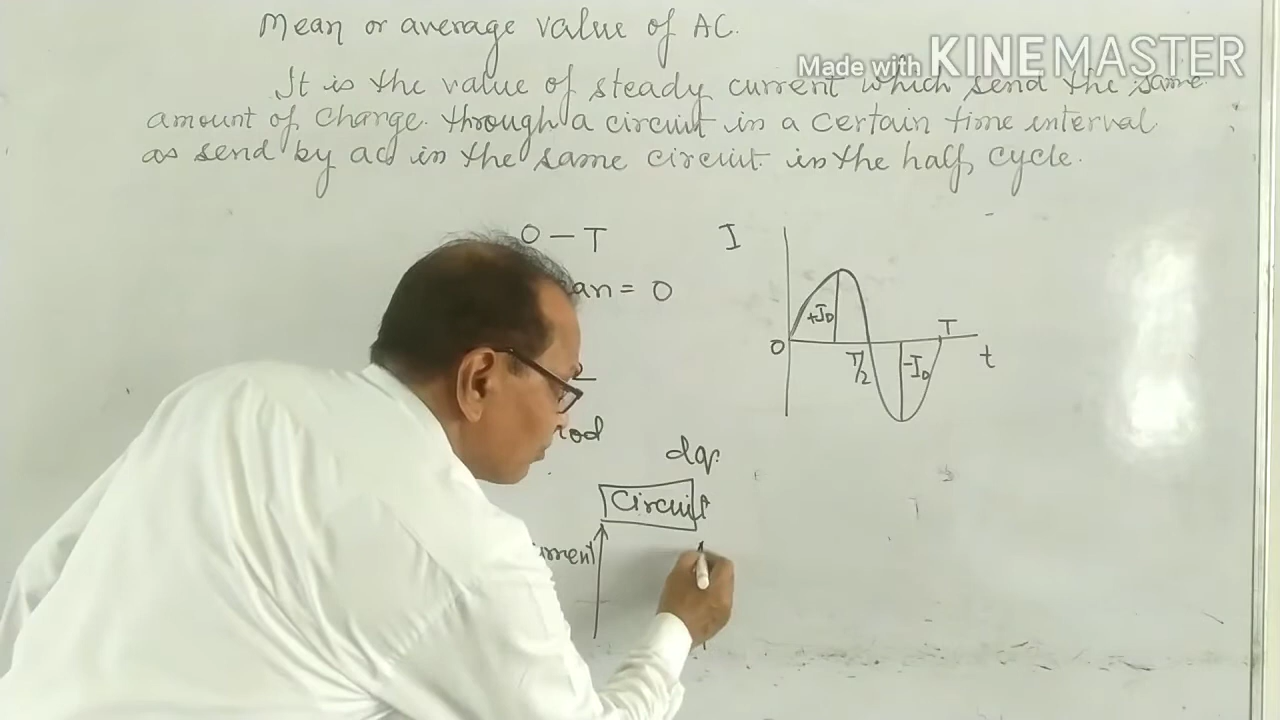 Mean or average value of AC.
Made with KINEMASTER
It is the value of steady current which send the same
amount of charge through a circuit in a certain time interval
as send by ac in the same circuit in the half cycle.
0 - T
= 0
I
+I₀
0
T/2
-I₀
T
t
dq
Circuit